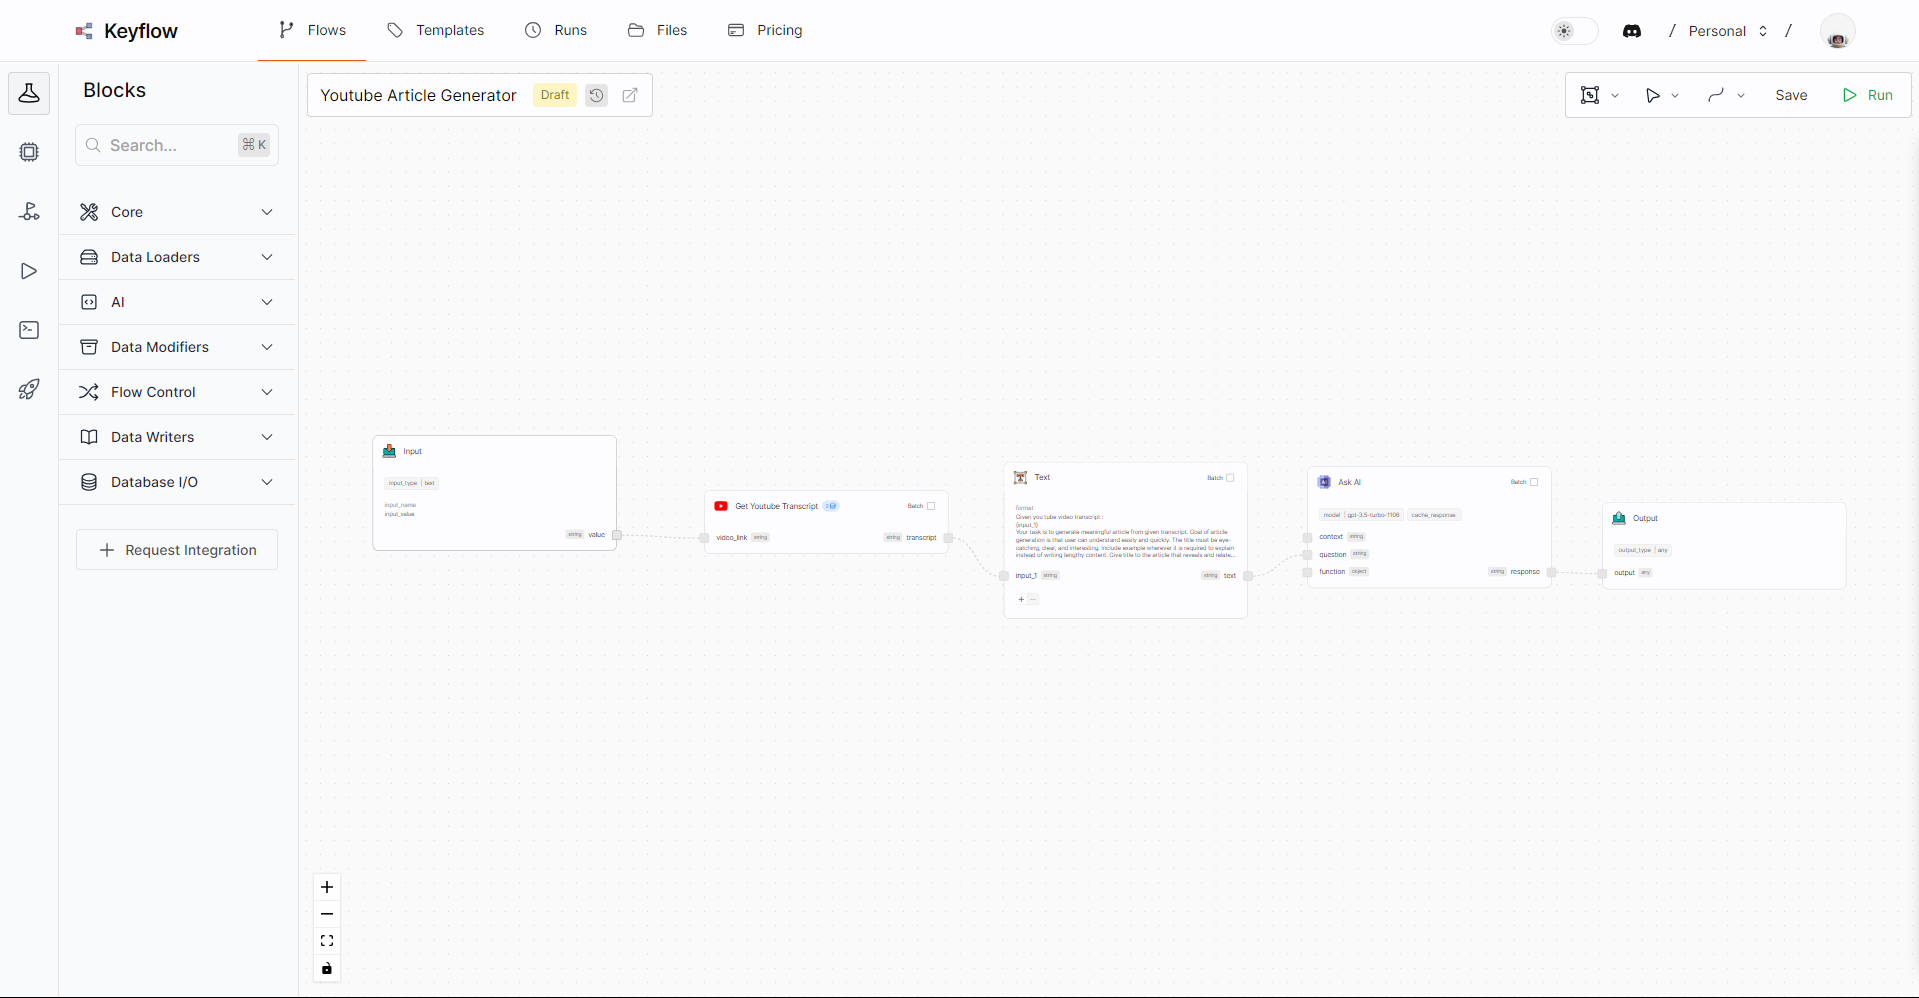 Keyflow
Flows
Templates
Runs
Files
Pricing
/ Personal /
Blocks
Search...
⌘ K
Core
Data Loaders
AI
Data Modifiers
Flow Control
Data Writers
Database I/O
+ Request Integration
Youtube Article Generator
Draft
Save
Run
Input
input_type | text
input_name
input_value
string value
Get Youtube Transcript
Batch
video_link string
string transcript
Text
Batch
format
Given you tube video transcript :
{input_1}
Your task is to generate meaningful article from given transcript. Goal of article
generation is that user can understand easily and quickly. The title must be eye-
catching, clear, and interesting. Include example wherever it is required to explain
instead of writing lengthy content. Give title to the article that reveals and relate...
input_1 string
string text
+ −
Ask AI
Batch
model | gpt-3.5-turbo-1106
cache_response
context string
question string
function object
string response
Output
output_type | any
output any